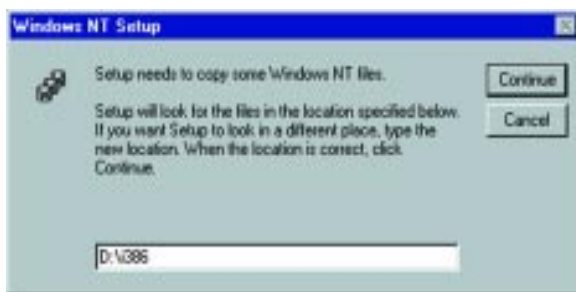 Windows NT Setup
Setup needs to copy some Windows NT files.
Continue
Setup will look for the files in the location specified below.
If you want Setup to look in a different place, type the
new location. When the location is correct, click
Continue.
Cancel
D:\i386